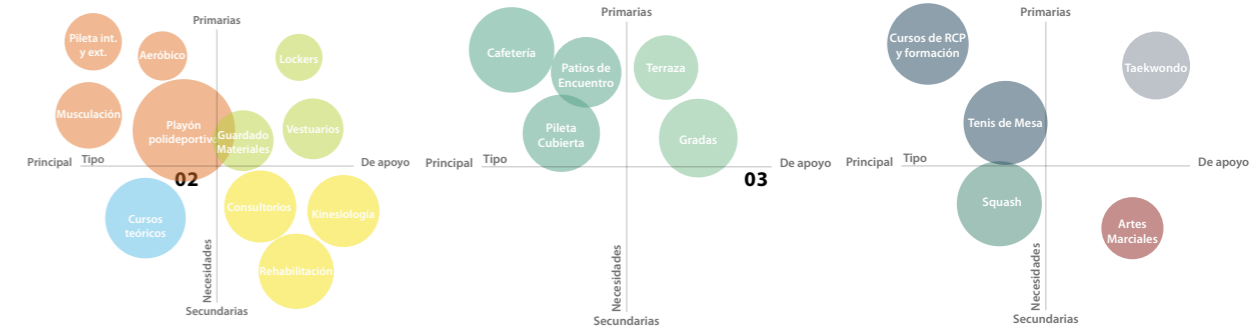 Primarias
Pileta int.
y ext.
Aeróbico
Lockers
Musculación
Playón
polideportivo
Guardado
Materiales
Vestuarios
Principal
Tipo
De apoyo
02
Cursos
teóricos
Consultorios
Kinesiología
Rehabilitación
Necesidades
Secundarias
Primarias
Cafetería
Patios de
Encuentro
Terraza
Pileta
Cubierta
Gradas
Principal
Tipo
De apoyo
03
Necesidades
Secundarias
Primarias
Cursos de RCP
y formación
Taekwondo
Tenis de Mesa
Principal
Tipo
De apoyo
Squash
Artes
Marciales
Necesidades
Secundarias